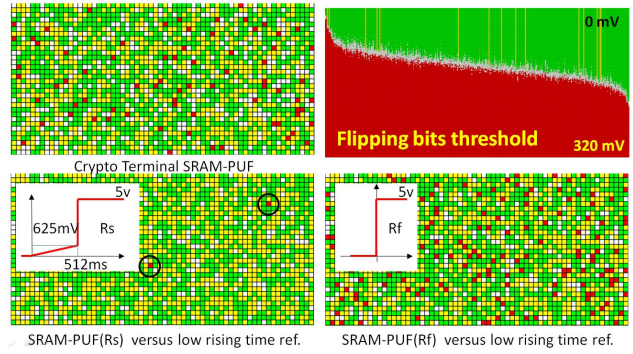 0 mV
Flipping bits threshold
320 mV
Crypto Terminal SRAM-PUF
5v
625mV
Rs
512ms
5v
Rf
SRAM-PUF(Rs) versus low rising time ref.
SRAM-PUF(Rf) versus low rising time ref.